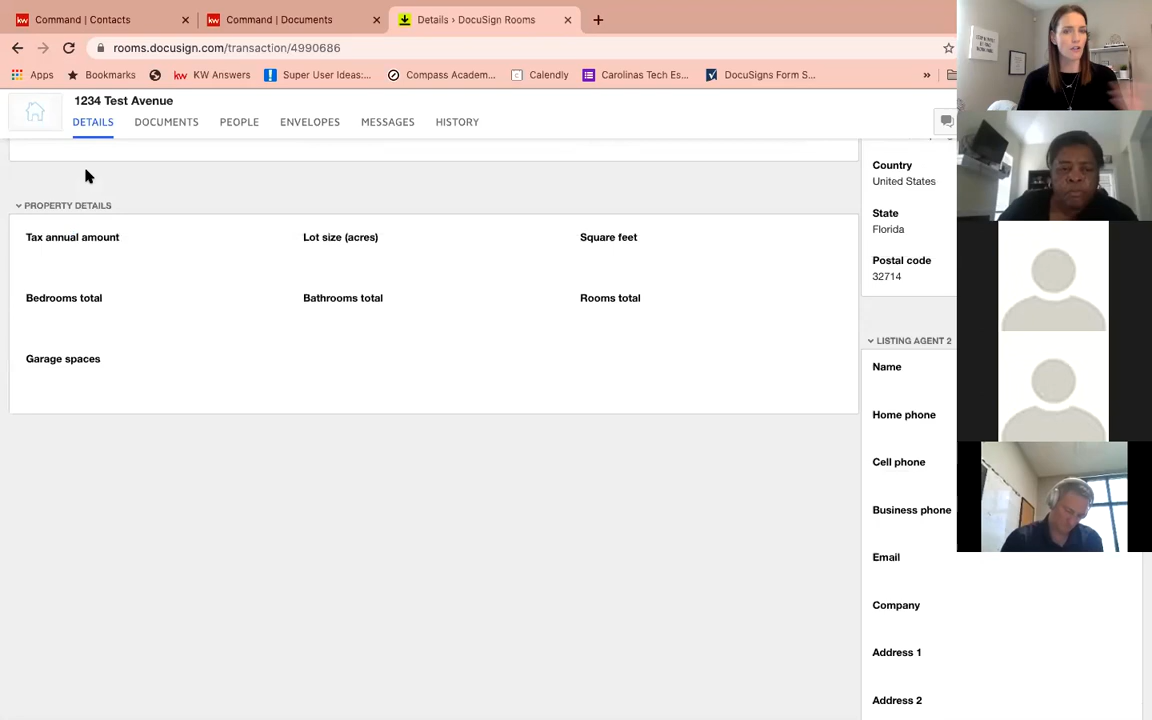 kw Command | Contacts
kw Command | Documents
Details › DocuSign Rooms
rooms.docusign.com/transaction/4990686
Apps
Bookmarks
kw KW Answers
Super User Ideas:...
Compass Academ...
Calendly
Carolinas Tech Es...
DocuSigns Form S...
»
1234 Test Avenue
DETAILS
DOCUMENTS
PEOPLE
ENVELOPES
MESSAGES
HISTORY
PROPERTY DETAILS
Tax annual amount
Lot size (acres)
Square feet
Bedrooms total
Bathrooms total
Rooms total
Garage spaces
Country
United States
State
Florida
Postal code
32714
LISTING AGENT 2
Name
Home phone
Cell phone
Business phone
Email
Company
Address 1
Address 2